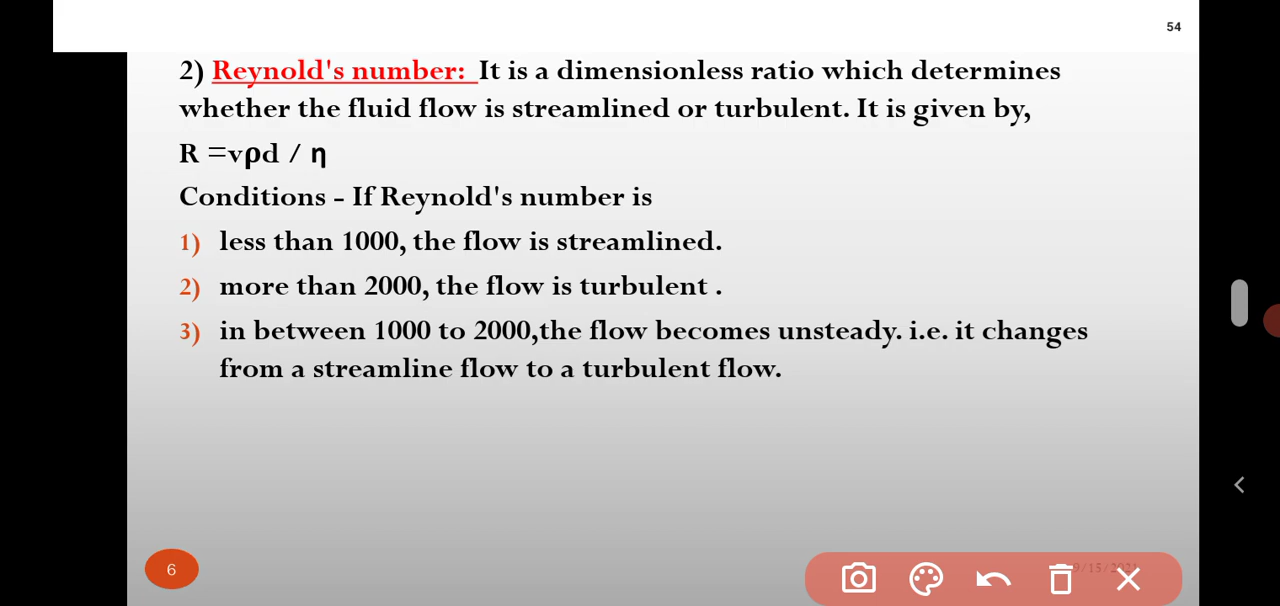 54
2) Reynold's number: It is a dimensionless ratio which determines
whether the fluid flow is streamlined or turbulent. It is given by,
R =vρd / η
Conditions - If Reynold's number is
1) less than 1000, the flow is streamlined.
2) more than 2000, the flow is turbulent .
3) in between 1000 to 2000,the flow becomes unsteady. i.e. it changes
from a streamline flow to a turbulent flow.
6